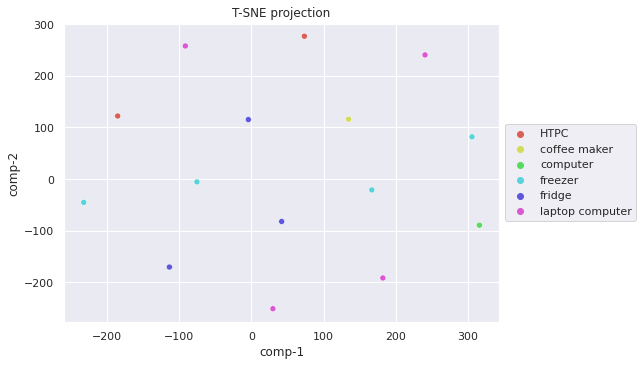 T-SNE projection
300
200
100
0
−100
−200
comp-2
−200 −100 0 100 200 300
comp-1
HTPC
coffee maker
computer
freezer
fridge
laptop computer